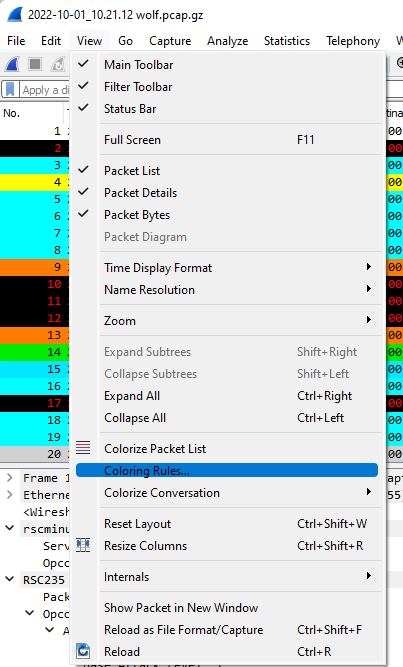 2022-10-01_10.21.12 wolf.pcap.gz
File Edit View Go Capture Analyze Statistics Telephony
Apply a di
Main Toolbar
Filter Toolbar
Status Bar
Full Screen F11
Packet List
Packet Details
Packet Bytes
Packet Diagram
Time Display Format
Name Resolution
Zoom
Expand Subtrees Shift+Right
Collapse Subtrees Shift+Left
Expand All Ctrl+Right
Collapse All Ctrl+Left
Colorize Packet List
Coloring Rules...
Colorize Conversation
Reset Layout Ctrl+Shift+W
Resize Columns Ctrl+Shift+R
Internals
Show Packet in New Window
Reload as File Format/Capture Ctrl+Shift+F
Reload Ctrl+R
No.
1
2
3
4
5
6
7
8
9
10
11
12
13
14
15
16
17
18
19
20
Frame 1
Etherne
<Wiresh
rscminu
Serv
Opco
RSC235
Pack
Opco
A